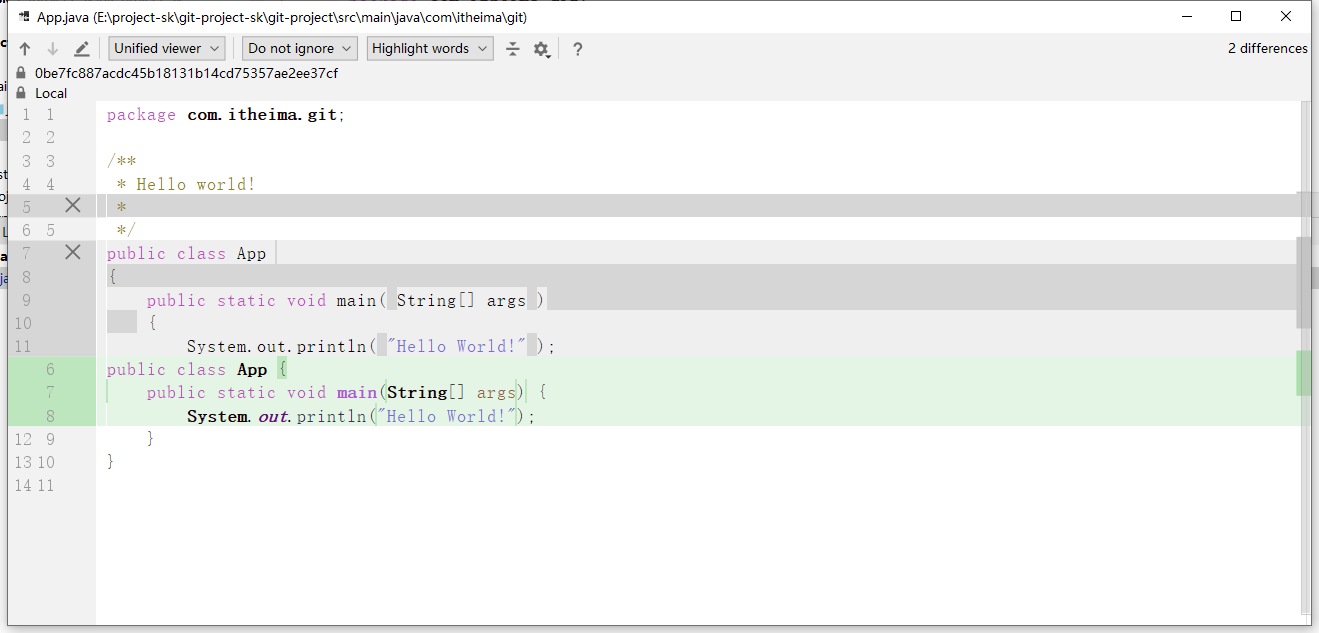 App.java (E:\project-sk\git-project-sk\git-project\src\main\java\com\itheima\git)
Unified viewer Do not ignore Highlight words ? 2 differences
0be7fc887acdc45b18131b14cd75357ae2ee37cf
Local
1 1 package com.itheima.git;
2 2
3 3 /**
4 4 * Hello world!
5 *
6 5 */
7 public class App
8 {
9 public static void main( String[] args )
10 {
11 System.out.println( "Hello World!" );
6 public class App {
7 public static void main(String[] args) {
8 System.out.println("Hello World!");
12 9 }
13 10 }
14 11